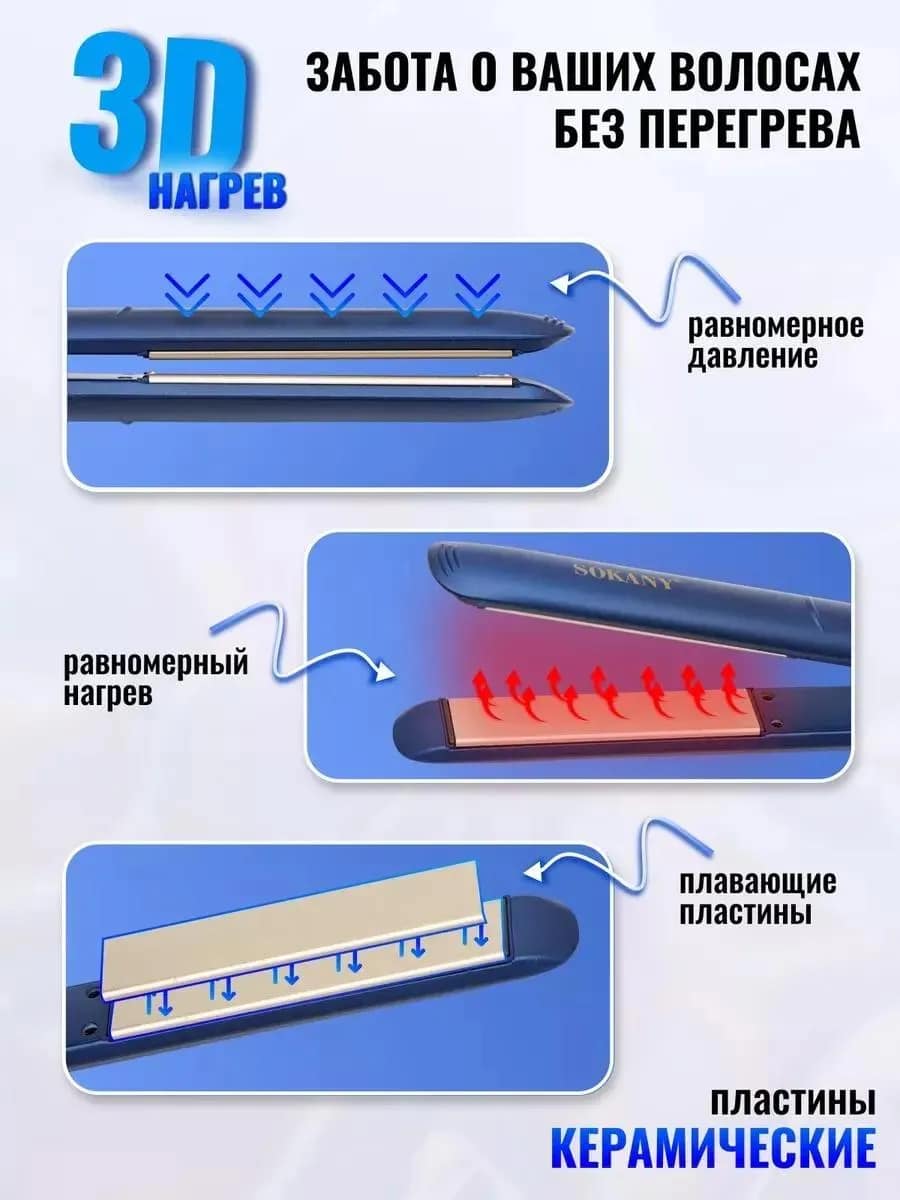 3D
НАГРЕВ
ЗАБОТА О ВАШИХ ВОЛОСАХ
БЕЗ ПЕРЕГРЕВА
равномерное
давление
SOKANY
равномерный
нагрев
плавающие
пластины
пластины
КЕРАМИЧЕСКИЕ